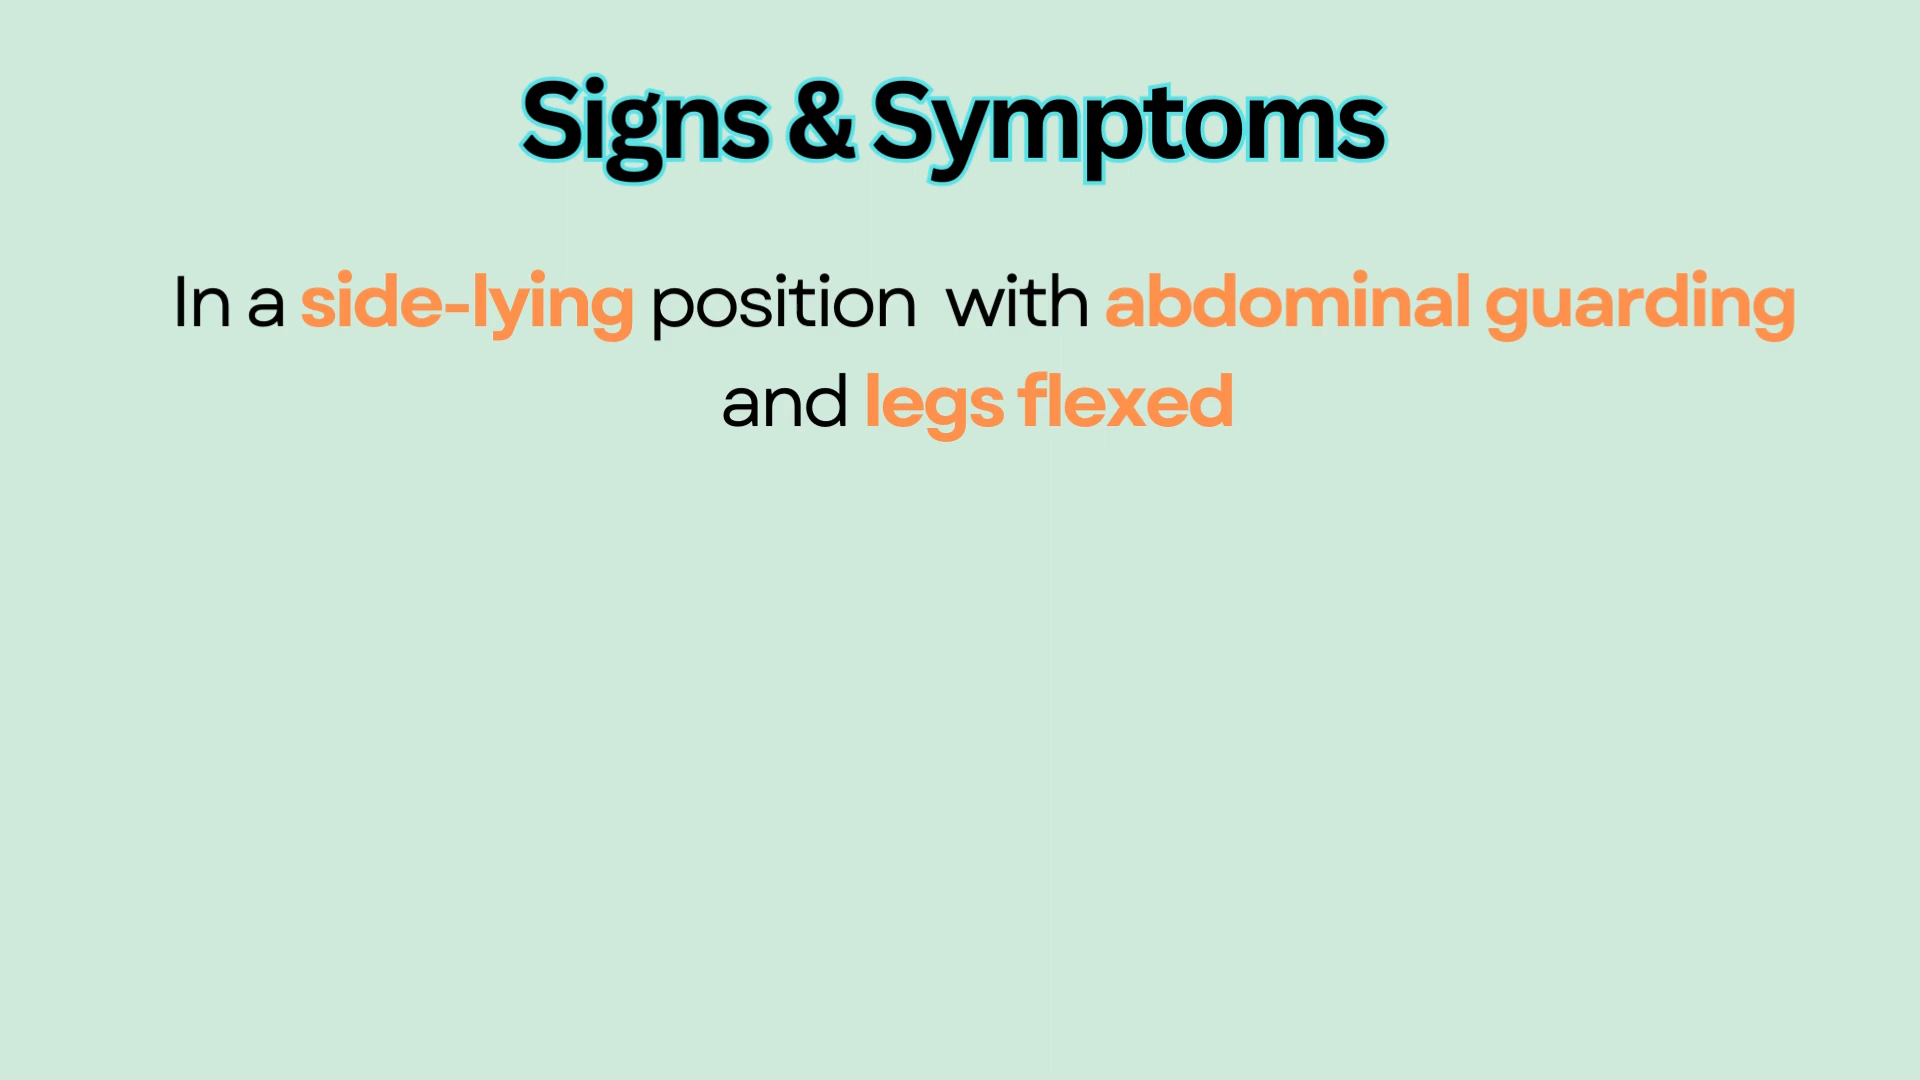 Signs & Symptoms
In a side-lying position with abdominal guarding
and legs flexed